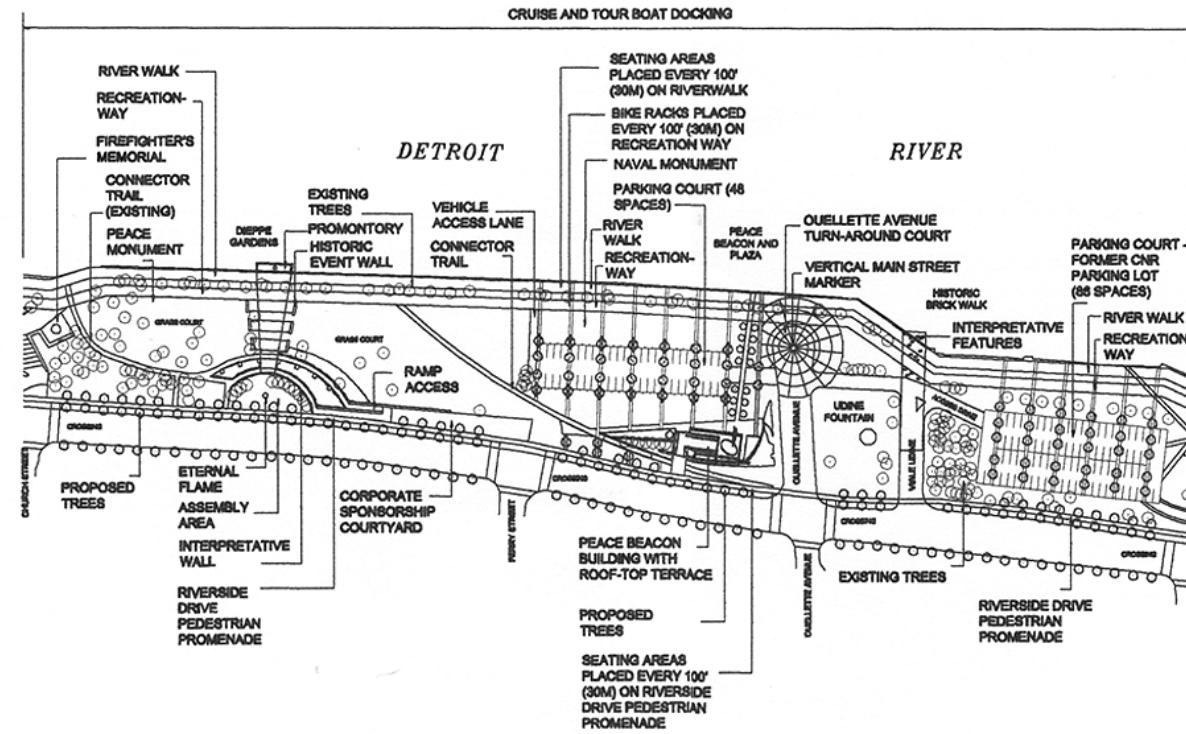 CRUISE AND TOUR BOAT DOCKING
RIVER WALK
RECREATION-
WAY
FIREFIGHTER'S
MEMORIAL
CONNECTOR
TRAIL
(EXISTING)
PEACE
MONUMENT
DIEPPE
GARDENS
EXISTING
TREES
PROMONTORY
HISTORIC
EVENT WALL
DETROIT
VEHICLE
ACCESS LANE
CONNECTOR
TRAIL
SEATING AREAS
PLACED EVERY 100'
(30M) ON RIVERWALK
BIKE RACKS PLACED
EVERY 100' (30M) ON
RECREATION WAY
NAVAL MONUMENT
PARKING COURT (48
SPACES)
RIVER
WALK
RECREATION-
WAY
PEACE
BEACON AND
PLAZA
RIVER
OUELLETTE AVENUE
TURN-AROUND COURT
VERTICAL MAIN STREET
MARKER
HISTORIC
BRICK WALK
INTERPRETATIVE
FEATURES
PARKING COURT -
FORMER CNR
PARKING LOT
(86 SPACES)
RIVER WALK
RECREATION
WAY
GRASS COURT
GRASS COURT
RAMP
ACCESS
UDINE
FOUNTAIN
ACCESS DRIVE
OUELLETTE AVENUE
CROSSING
CROSSING
CROSSING
CROSSING
CHURCH STREET
FERRY STREET
OUELLETTE AVENUE
PROPOSED
TREES
ETERNAL
FLAME
ASSEMBLY
AREA
INTERPRETATIVE
WALL
RIVERSIDE
DRIVE
PEDESTRIAN
PROMENADE
CORPORATE
SPONSORSHIP
COURTYARD
PEACE BEACON
BUILDING WITH
ROOF-TOP TERRACE
PROPOSED
TREES
SEATING AREAS
PLACED EVERY 100'
(30M) ON RIVERSIDE
DRIVE PEDESTRIAN
PROMENADE
EXISTING TREES
RIVERSIDE DRIVE
PEDESTRIAN
PROMENADE